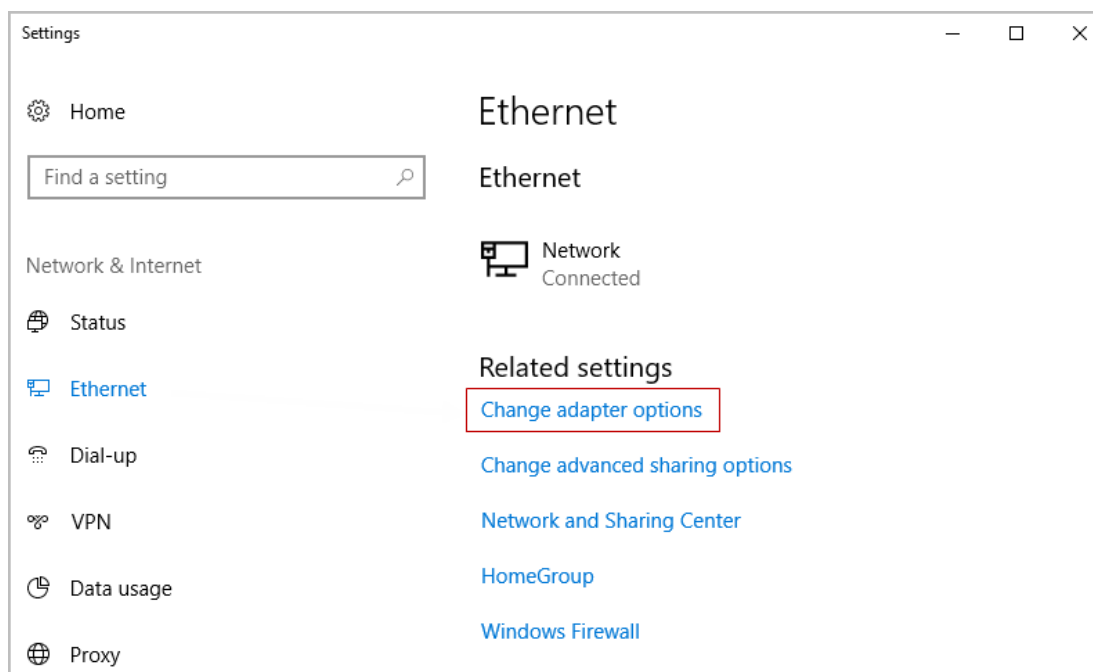 Settings
Home
Find a setting
Network & Internet
Status
Ethernet
Dial-up
VPN
Data usage
Proxy
Ethernet
Ethernet
Network
Connected
Related settings
Change adapter options
Change advanced sharing options
Network and Sharing Center
HomeGroup
Windows Firewall